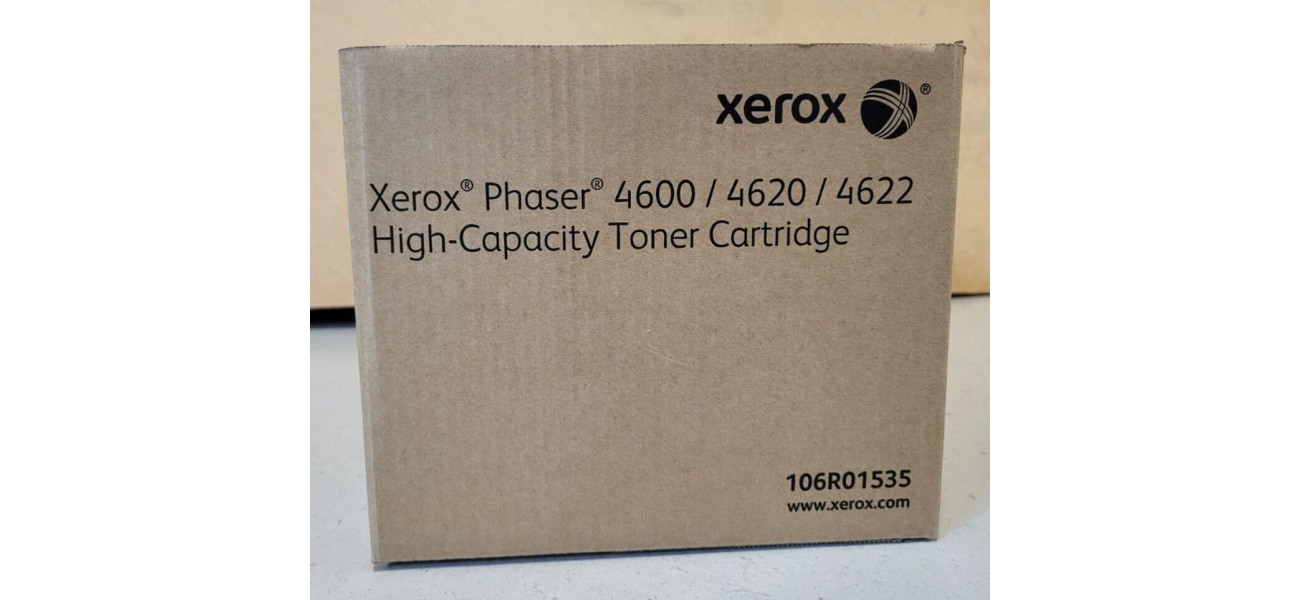 xerox ®
Xerox® Phaser® 4600 / 4620 / 4622
High-Capacity Toner Cartridge
106R01535
www.xerox.com